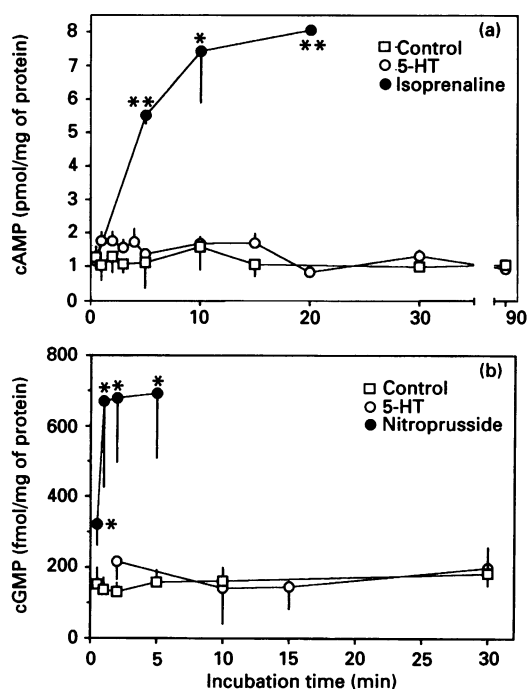 (a)
Control
5-HT
Isoprenaline
*
**
**
cAMP (pmol/mg of protein)
8
7
6
5
4
3
2
1
0
0 10 20 30 90
(b)
Control
5-HT
Nitroprusside
* * *
*
cGMP (fmol/mg of protein)
800
600
400
200
0
0 5 10 15 20 25 30
Incubation time (min)